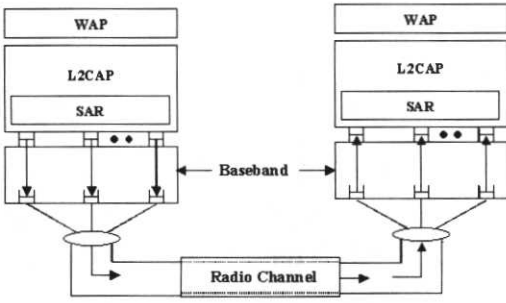 WAP
L2CAP
SAR
WAP
L2CAP
SAR
Baseband
Radio Channel